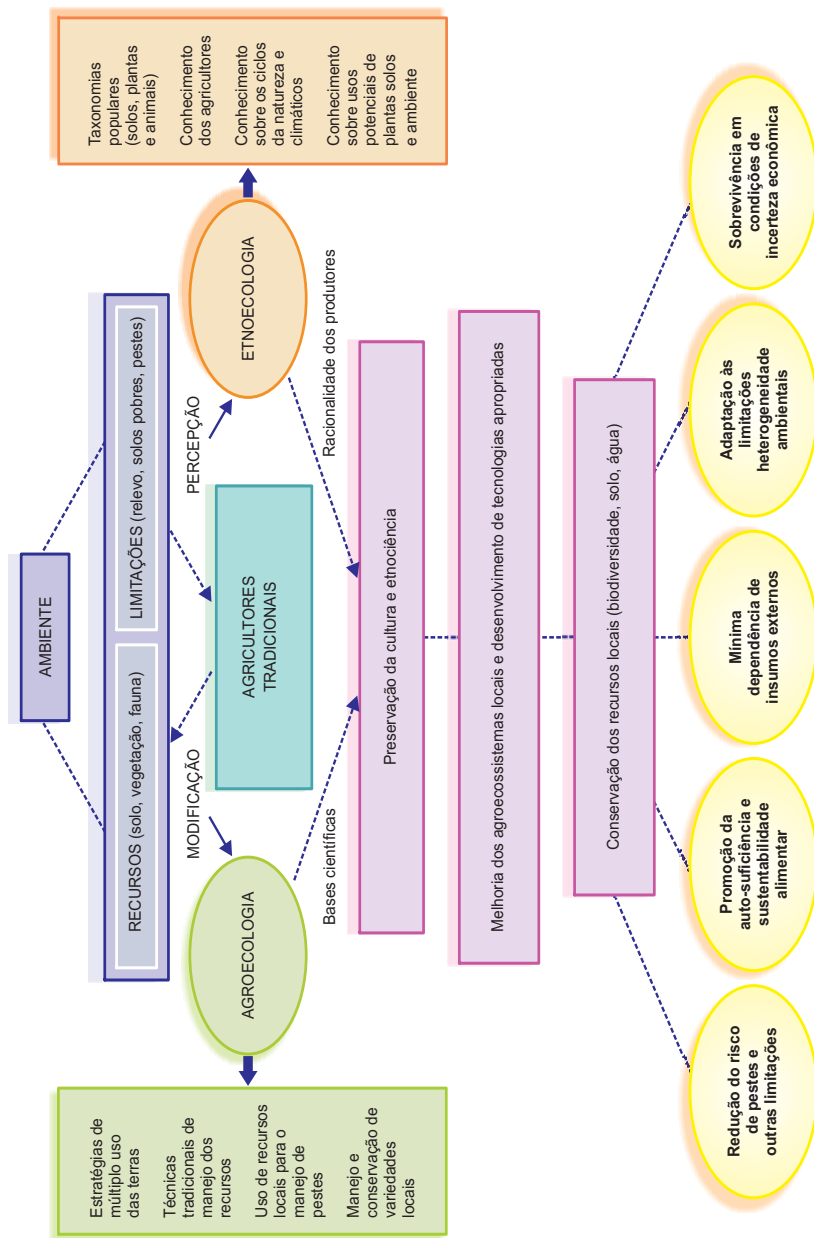 AMBIENTE
RECURSOS (solo, vegetação, fauna)
LIMITAÇÕES (relevo, solos pobres, pestes)
MODIFICAÇÃO
PERCEPÇÃO
AGRICULTORES
TRADICIONAIS
AGROECOLOGIA
ETNOECOLOGIA
Estratégias de
múltiplo uso
das terras
Técnicas
tradicionais de
manejo dos
recursos
Uso de recursos
locais para o
manejo de
pestes
Manejo e
conservação de
variedades
locais
Taxonomias
populares
(solos, plantas
e animais)
Conhecimento
dos agricultores
Conhecimento
sobre os ciclos
da natureza e
climáticos
Conhecimento
sobre usos
potenciais de
plantas solos
e ambiente
Bases científicas
Racionalidade dos produtores
Preservação da cultura e etnociência
Melhoria dos agroecossistemas locais e desenvolvimento de tecnologias apropriadas
Conservação dos recursos locais (biodiversidade, solo, água)
Redução do risco
de pestes e
outras limitações
Promoção da
auto-suficiência e
sustentabilidade
alimentar
Mínima
dependência de
insumos externos
Adaptação às
limitações
heterogeneidade
ambientais
Sobrevivência em
condições de
incerteza econômica